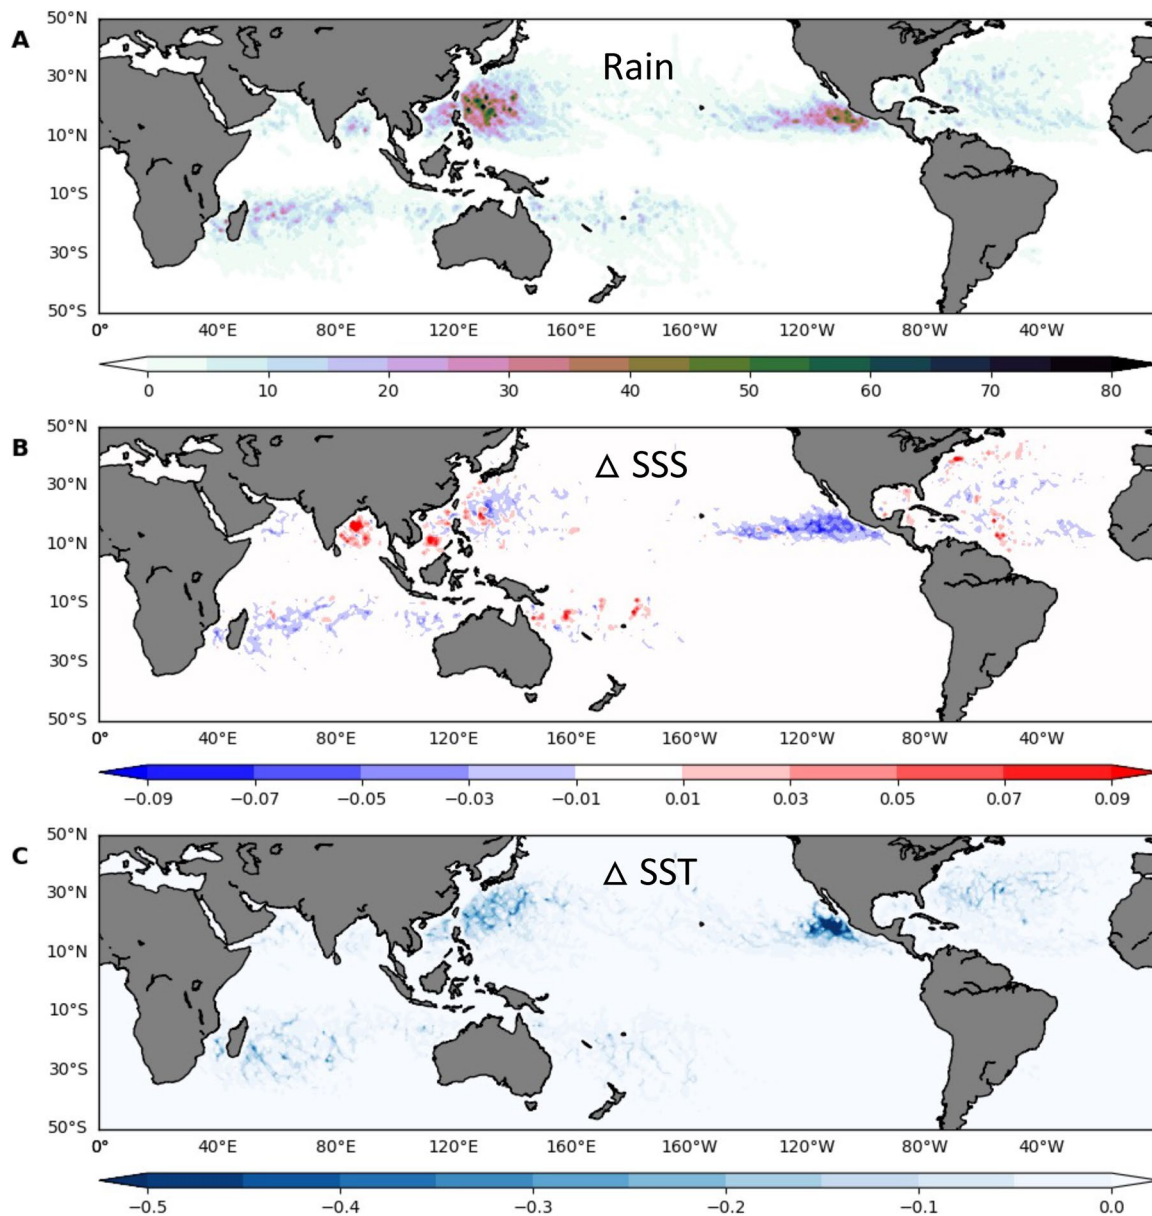 A
Rain
50°N
30°N
10°N
10°S
30°S
50°S
0° 40°E 80°E 120°E 160°E 160°W 120°W 80°W 40°W
0 10 20 30 40 50 60 70 80
B
△ SSS
50°N
30°N
10°N
10°S
30°S
50°S
0° 40°E 80°E 120°E 160°E 160°W 120°W 80°W 40°W
−0.09 −0.07 −0.05 −0.03 −0.01 0.01 0.03 0.05 0.07 0.09
C
△ SST
50°N
30°N
10°N
10°S
30°S
50°S
0° 40°E 80°E 120°E 160°E 160°W 120°W 80°W 40°W
−0.5 −0.4 −0.3 −0.2 −0.1 0.0